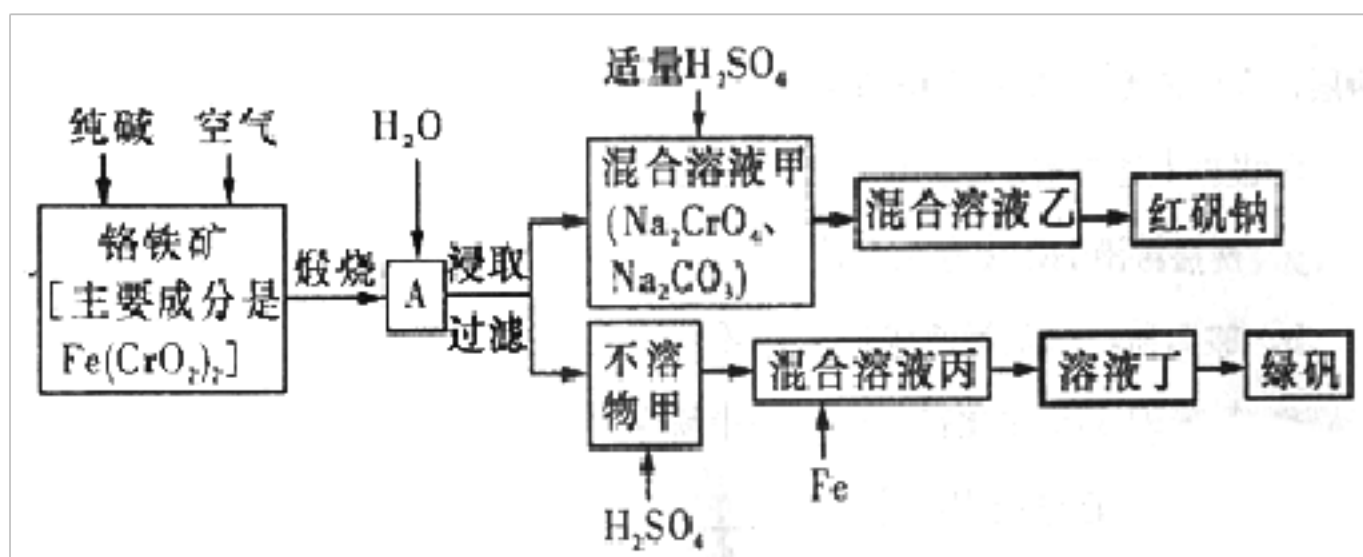 适量H₂SO₄
纯碱 空气
H₂O
铬铁矿
[主要成分是
Fe(CrO₂)₂]
煅烧
A
浸取
过滤
混合溶液甲
(Na₂CrO₄、
Na₂CO₃)
混合溶液乙
红矾钠
不溶
物甲
混合溶液丙
溶液丁
绿矾
Fe
H₂SO₄